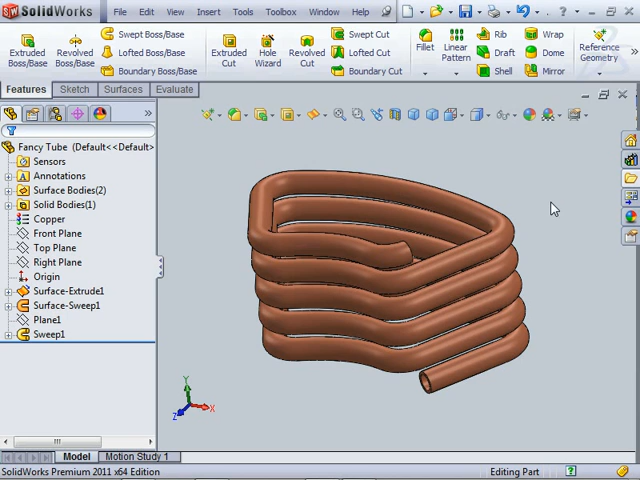 SolidWorks File Edit View Insert Tools Window Help
Extruded Boss/Base
Revolved Boss/Base
Swept Boss/Base
Lofted Boss/Base
Boundary Boss/Base
Extruded Cut
Hole Wizard
Revolved Cut
Swept Cut
Lofted Cut
Boundary Cut
Fillet
Linear Pattern
Rib
Draft
Shell
Wrap
Dome
Mirror
Reference Geometry
Features Sketch Surfaces Evaluate
Fancy Tube (Default<<Default>
Sensors
Annotations
Surface Bodies(2)
Solid Bodies(1)
Copper
Front Plane
Top Plane
Right Plane
Origin
Surface-Extrude1
Surface-Sweep1
Plane1
Sweep1
Y
X
Z
Model Motion Study 1
SolidWorks Premium 2011 x64 Edition Editing Part